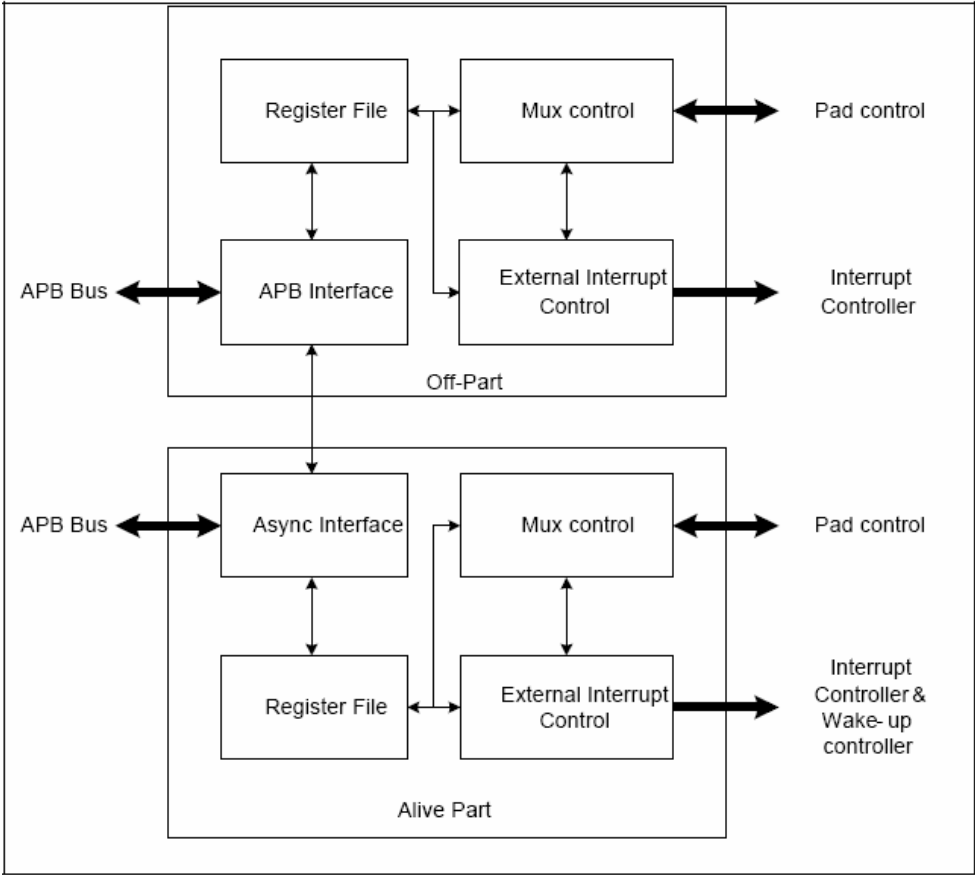 Register File
Mux control
Pad control
APB Bus
APB Interface
External Interrupt
Control
Interrupt
Controller
Off-Part
APB Bus
Async Interface
Mux control
Pad control
Register File
External Interrupt
Control
Interrupt
Controller &
Wake- up
controller
Alive Part